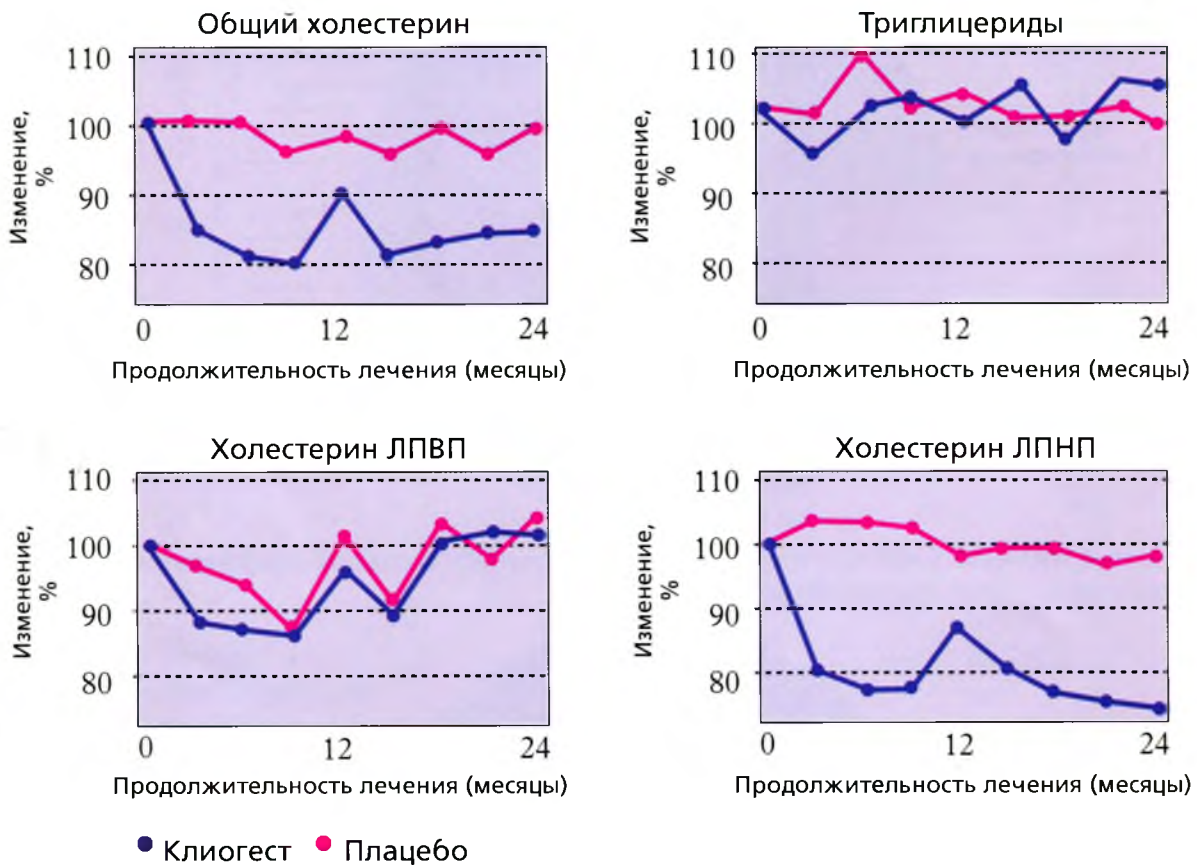 Общий холестерин
110
100
90
80
Изменение,
%
0 12 24
Продолжительность лечения (месяцы)
Триглицериды
110
100
90
80
Изменение,
%
0 12 24
Продолжительность лечения (месяцы)
Холестерин ЛПВП
110
100
90
80
Изменение,
%
0 12 24
Продолжительность лечения (месяцы)
Холестерин ЛПНП
110
100
90
80
Изменение,
%
0 12 24
Продолжительность лечения (месяцы)
Клиогест Плацебо